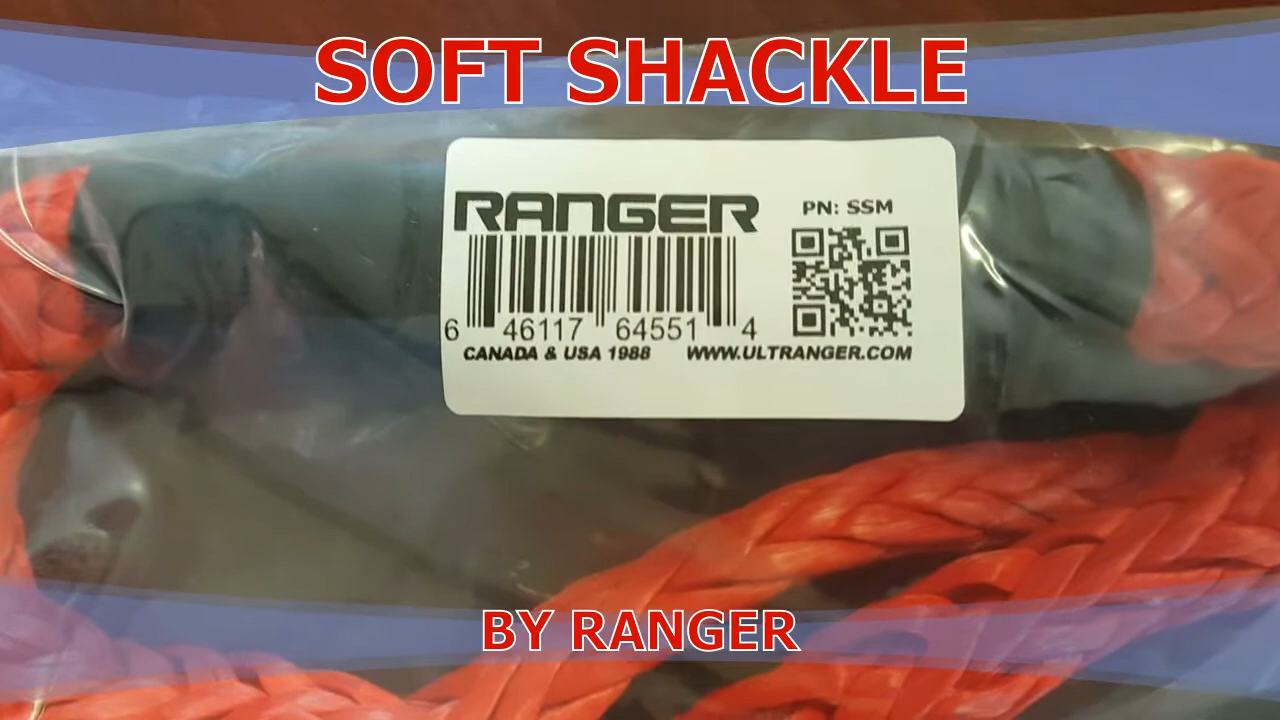 SOFT SHACKLE
RANGER
PN: SSM
6 46117 64551 4
CANADA & USA 1988 WWW.ULTRANGER.COM
BY RANGER